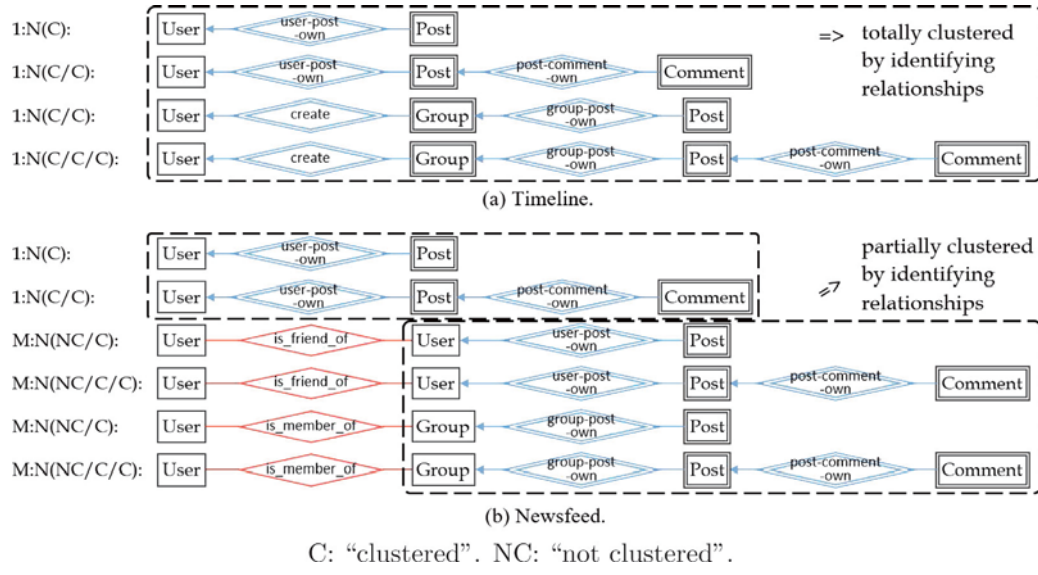 1:N(C): User user-post -own Post => totally clustered
1:N(C/C): User user-post -own Post post-comment -own Comment by identifying
relationships
1:N(C/C): User create Group group-post -own Post
1:N(C/C/C): User create Group group-post -own Post post-comment -own Comment
(a) Timeline.
1:N(C): User user-post -own Post partially clustered
by identifying
1:N(C/C): User user-post -own Post post-comment -own Comment => relationships
M:N(NC/C): User is_friend_of User user-post -own Post
M:N(NC/C/C): User is_friend_of User user-post -own Post post-comment -own Comment
M:N(NC/C): User is_member_of Group group-post -own Post
M:N(NC/C/C): User is_member_of Group group-post -own Post post-comment -own Comment
(b) Newsfeed.
C: “clustered”. NC: “not clustered”.